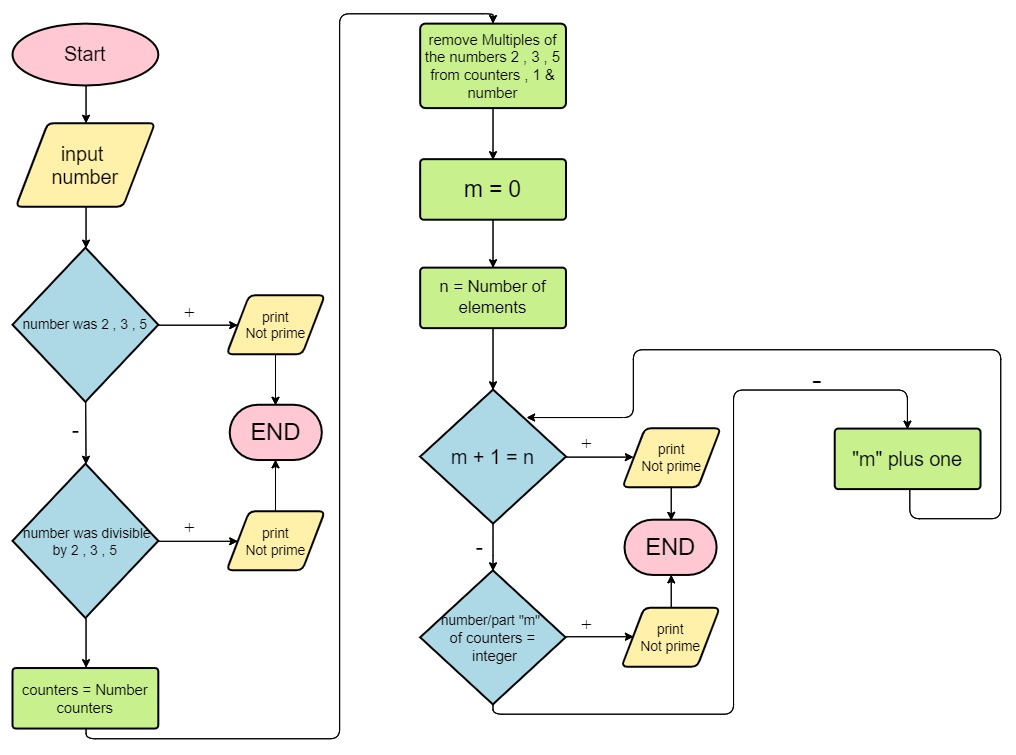 Start
input
number
number was 2 , 3 , 5
+
print
Not prime
END
-
number was divisible
by 2 , 3 , 5
+
print
Not prime
counters = Number
counters
remove Multiples of
the numbers 2 , 3 , 5
from counters , 1 &
number
m = 0
n = Number of
elements
m + 1 = n
+
print
Not prime
END
-
number/part "m"
of counters =
integer
+
print
Not prime
-
"m" plus one